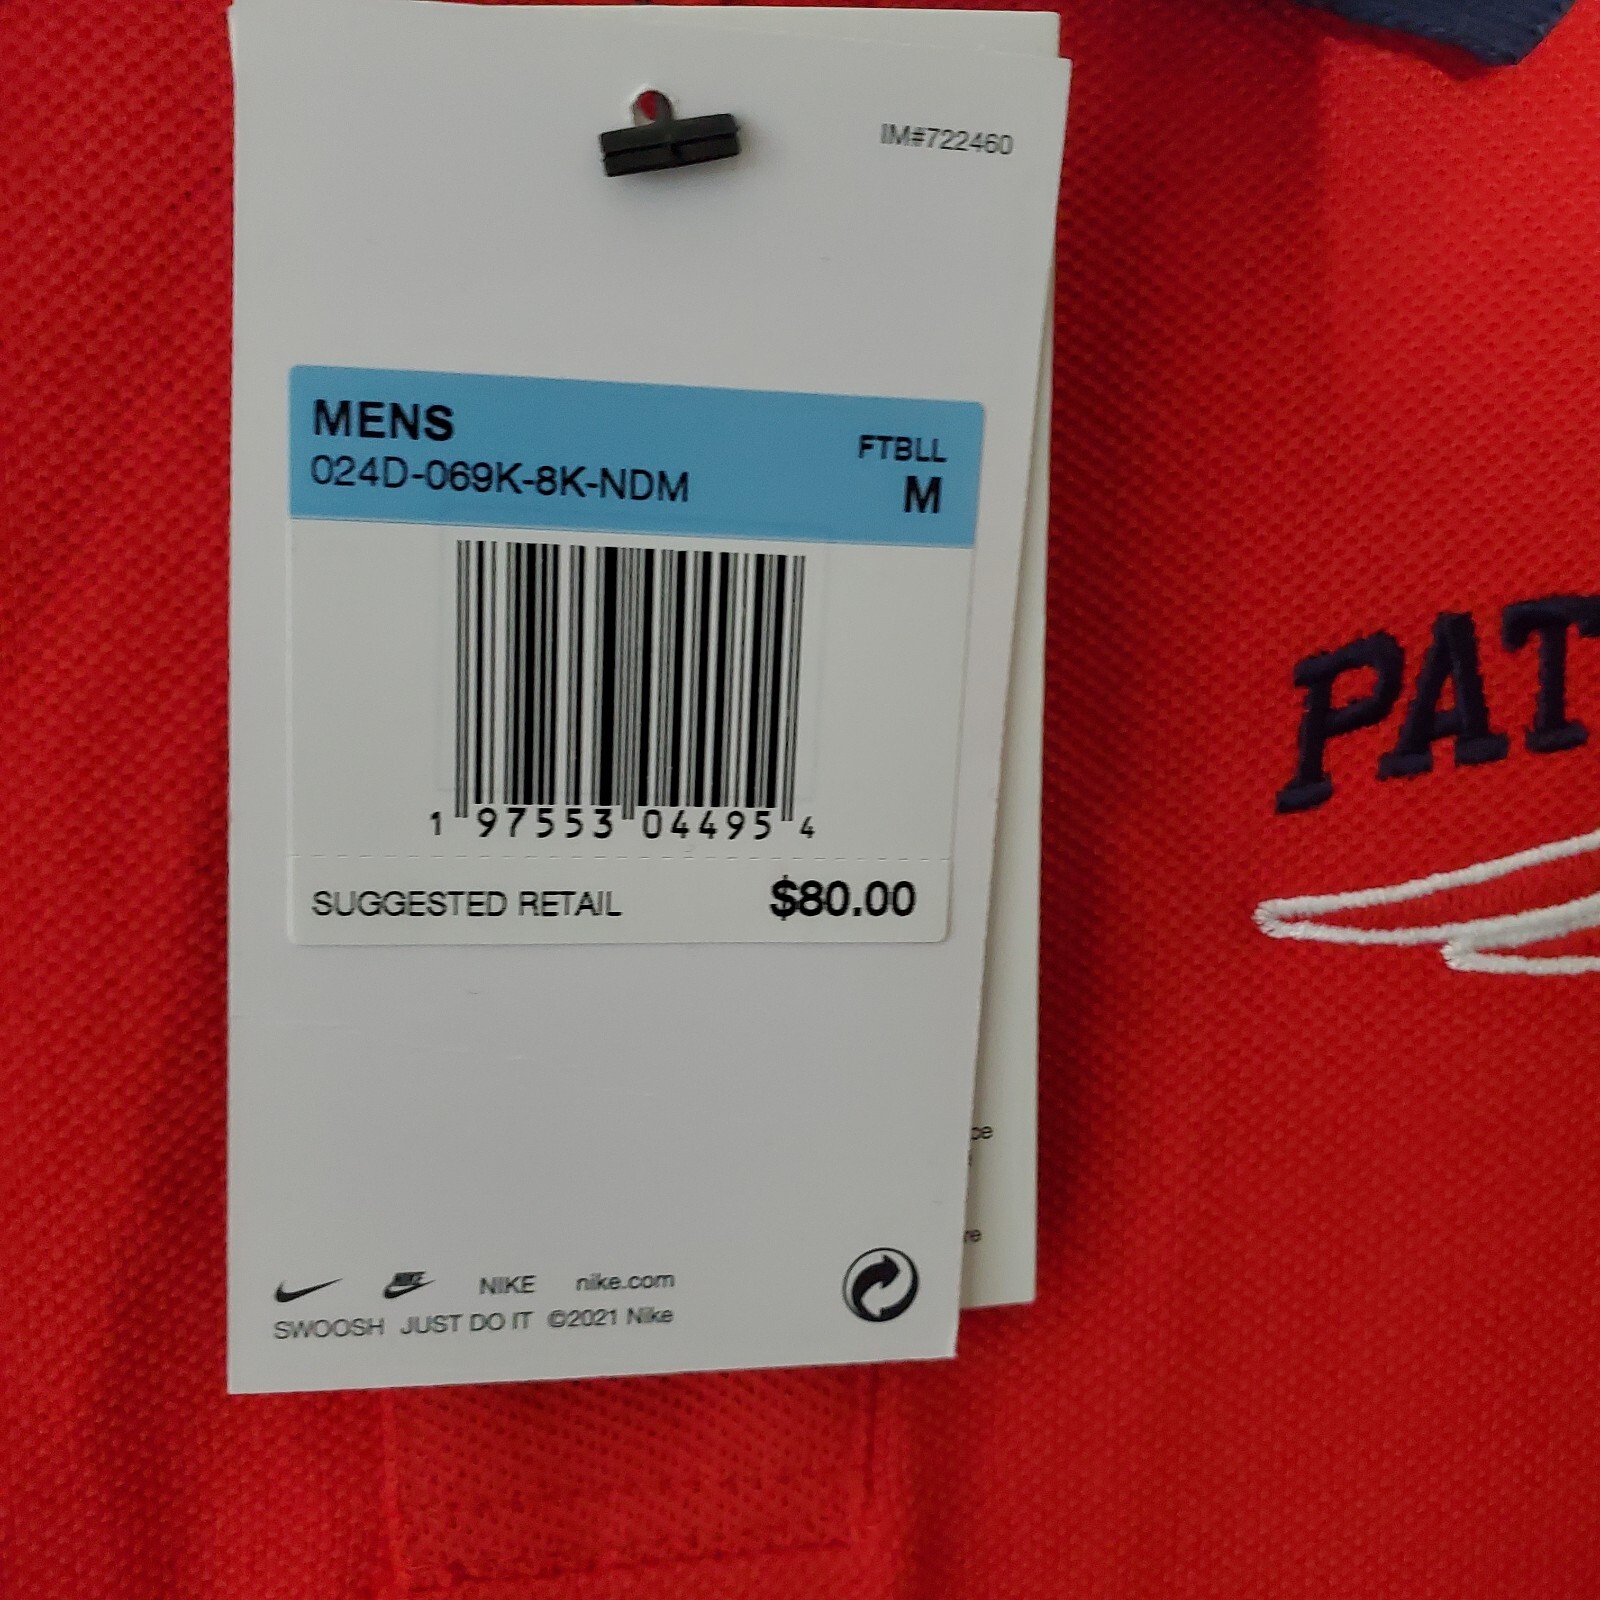 IM#722460
MENS
FTBLL
024D-069K-8K-NDM
M
1 97553 04495 4
SUGGESTED RETAIL $80.00
NIKE NIKE nike.com
SWOOSH JUST DO IT ©2021 Nike
PAT